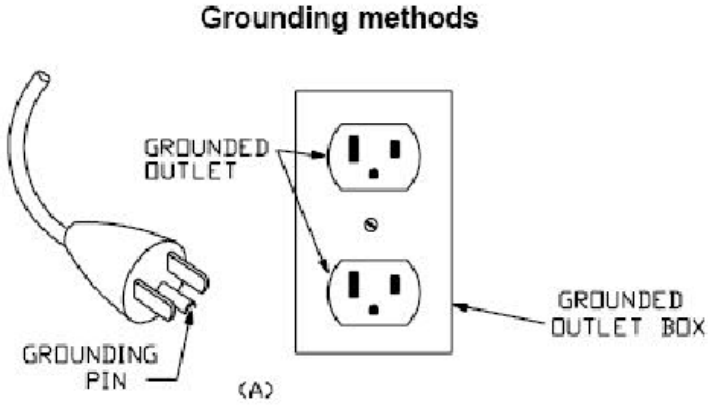 Grounding methods
GROUNDED
OUTLET
GROUNDED
OUTLET BOX
GROUNDING
PIN
(A)